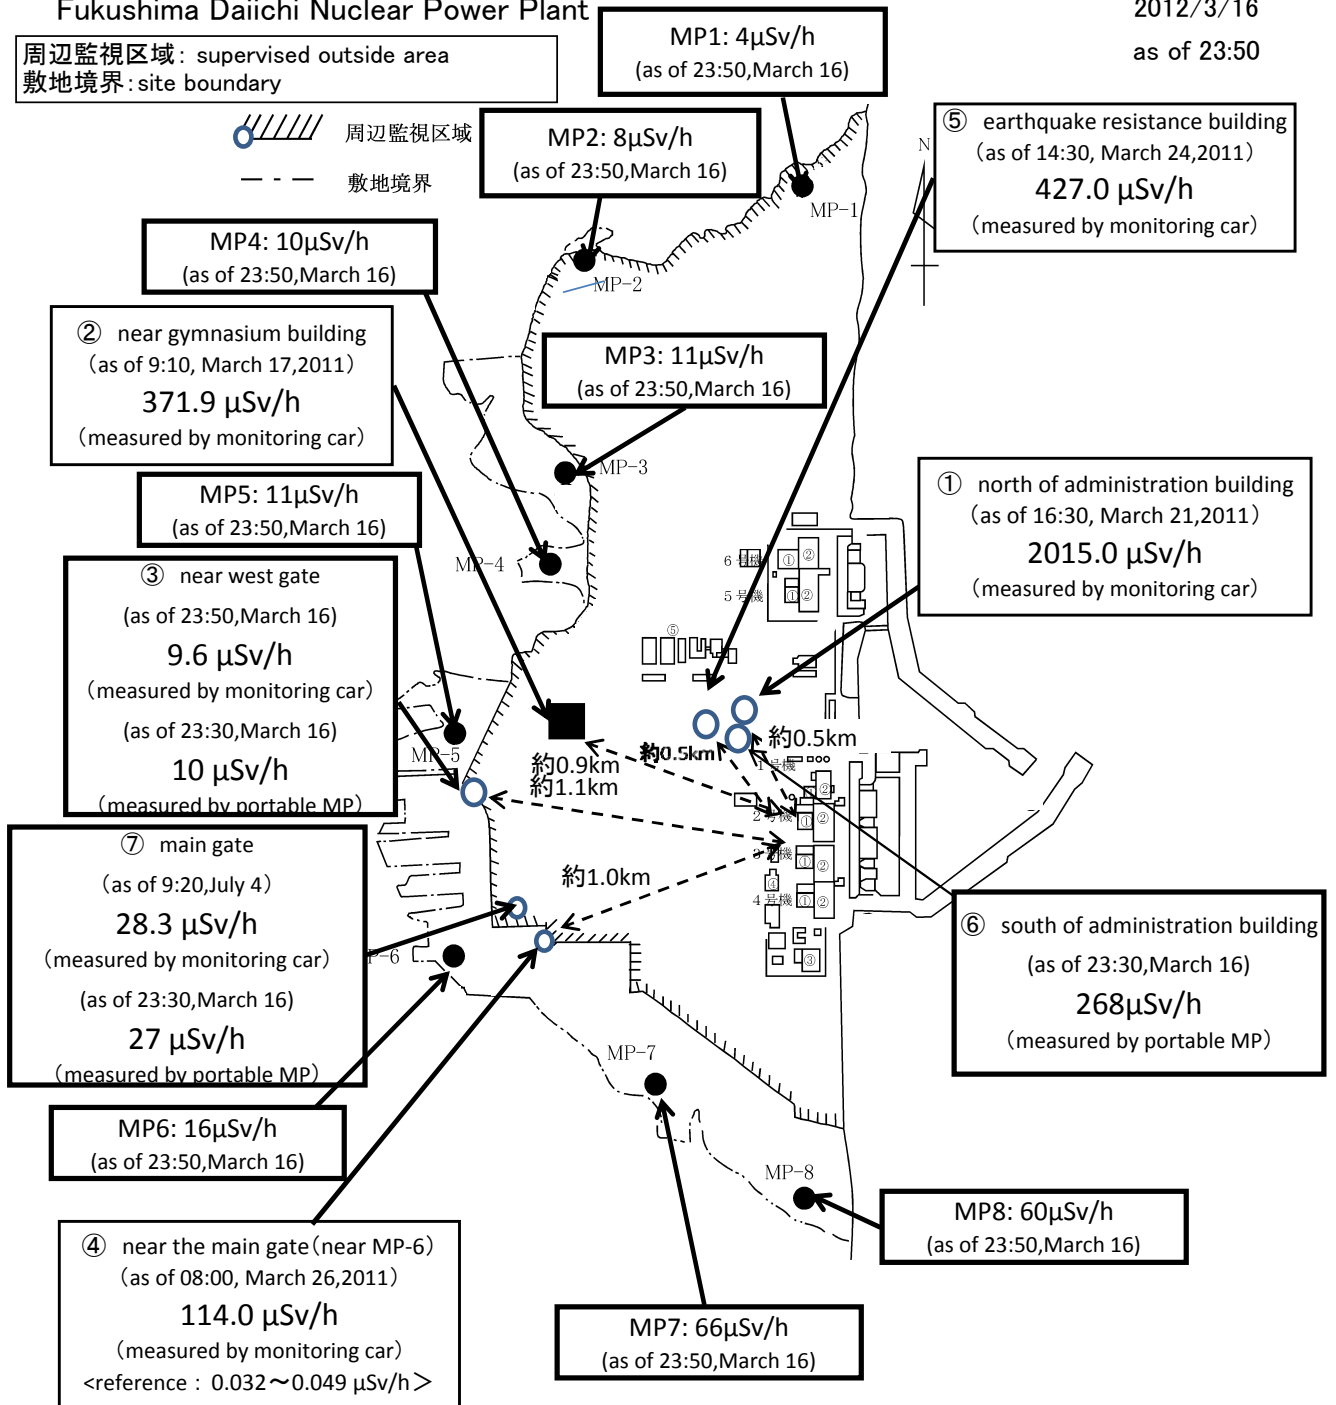 Fukushima Daiichi Nuclear Power Plant
2012/3/16
as of 23:50
周辺監視区域: supervised outside area
敷地境界:site boundary
周辺監視区域
敷地境界
MP1: 4μSv/h
(as of 23:50,March 16)
MP2: 8μSv/h
(as of 23:50,March 16)
⑤ earthquake resistance building
(as of 14:30, March 24,2011)
427.0 μSv/h
(measured by monitoring car)
N
MP-1
MP4: 10μSv/h
(as of 23:50,March 16)
MP-2
② near gymnasium building
(as of 9:10, March 17,2011)
371.9 μSv/h
(measured by monitoring car)
MP3: 11μSv/h
(as of 23:50,March 16)
MP-3
MP5: 11μSv/h
(as of 23:50,March 16)
① north of administration building
(as of 16:30, March 21,2011)
2015.0 μSv/h
(measured by monitoring car)
MP-4
③ near west gate
(as of 23:50,March 16)
9.6 μSv/h
(measured by monitoring car)
(as of 23:30,March 16)
10 μSv/h
(measured by portable MP)
6号機
① ②
5号機
① ②
⑤
MP-5
約0.9km
約1.1km
約0.5km
約0.5km
1号機
②
2号機
① ②
3号機
① ②
④
4号機
① ②
③
約1.0km
⑦ main gate
(as of 9:20,July 4)
28.3 μSv/h
(measured by monitoring car)
(as of 23:30,March 16)
27 μSv/h
(measured by portable MP)
P-6
⑥ south of administration building
(as of 23:30,March 16)
268μSv/h
(measured by portable MP)
MP-7
MP6: 16μSv/h
(as of 23:50,March 16)
MP-8
MP8: 60μSv/h
(as of 23:50,March 16)
④ near the main gate(near MP-6)
(as of 08:00, March 26,2011)
114.0 μSv/h
(measured by monitoring car)
<reference : 0.032～0.049 μSv/h>
MP7: 66μSv/h
(as of 23:50,March 16)